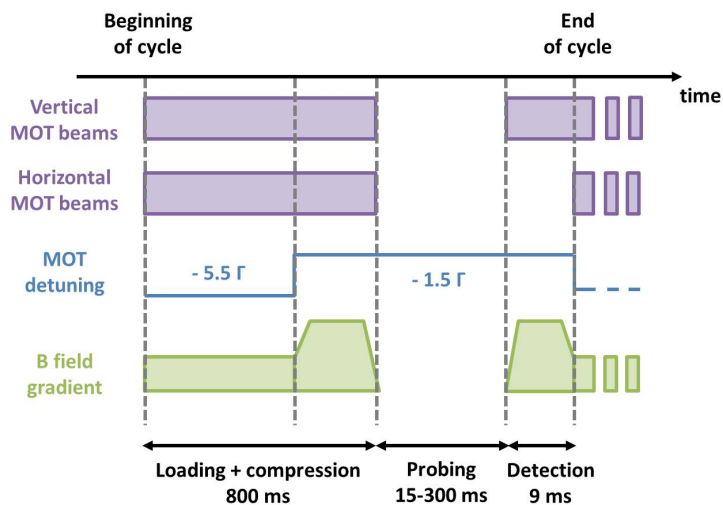 Beginning
of cycle
End
of cycle
time
Vertical
MOT beams
Horizontal
MOT beams
MOT
detuning
- 5.5 Γ
- 1.5 Γ
B field
gradient
Loading + compression
800 ms
Probing
15-300 ms
Detection
9 ms